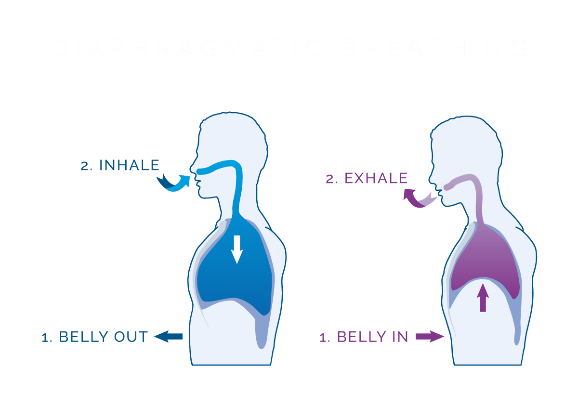 2. INHALE
1. BELLY OUT
2. EXHALE
1. BELLY IN